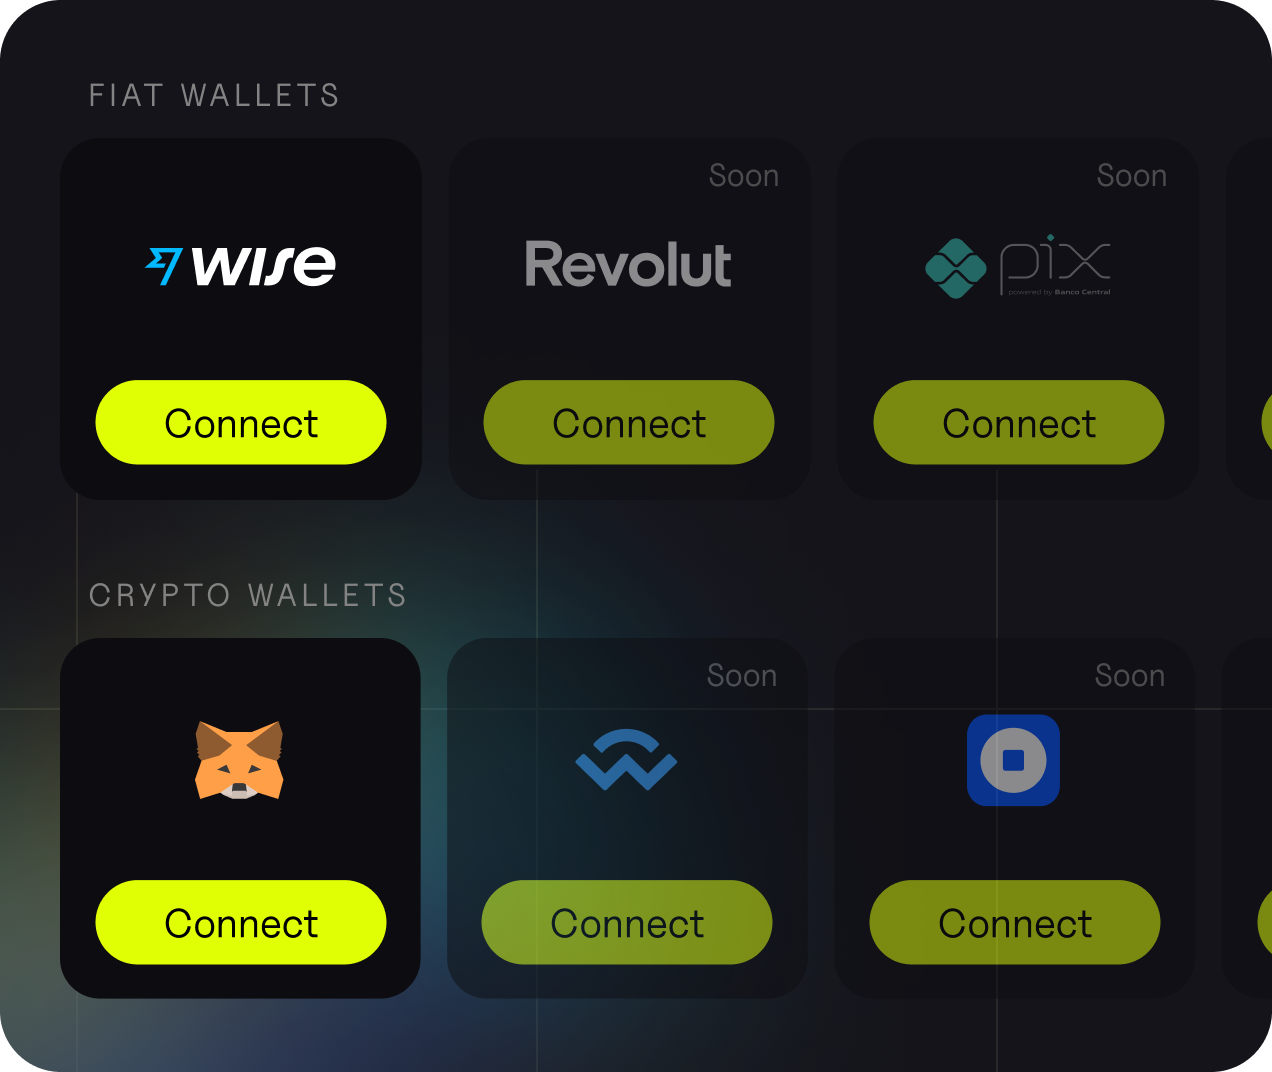 FIAT WALLETS
wise
Connect
Soon
Revolut
Connect
Soon
pix
powered by Banco Central
Connect
CRYPTO WALLETS
Connect
Soon
Connect
Soon
Connect